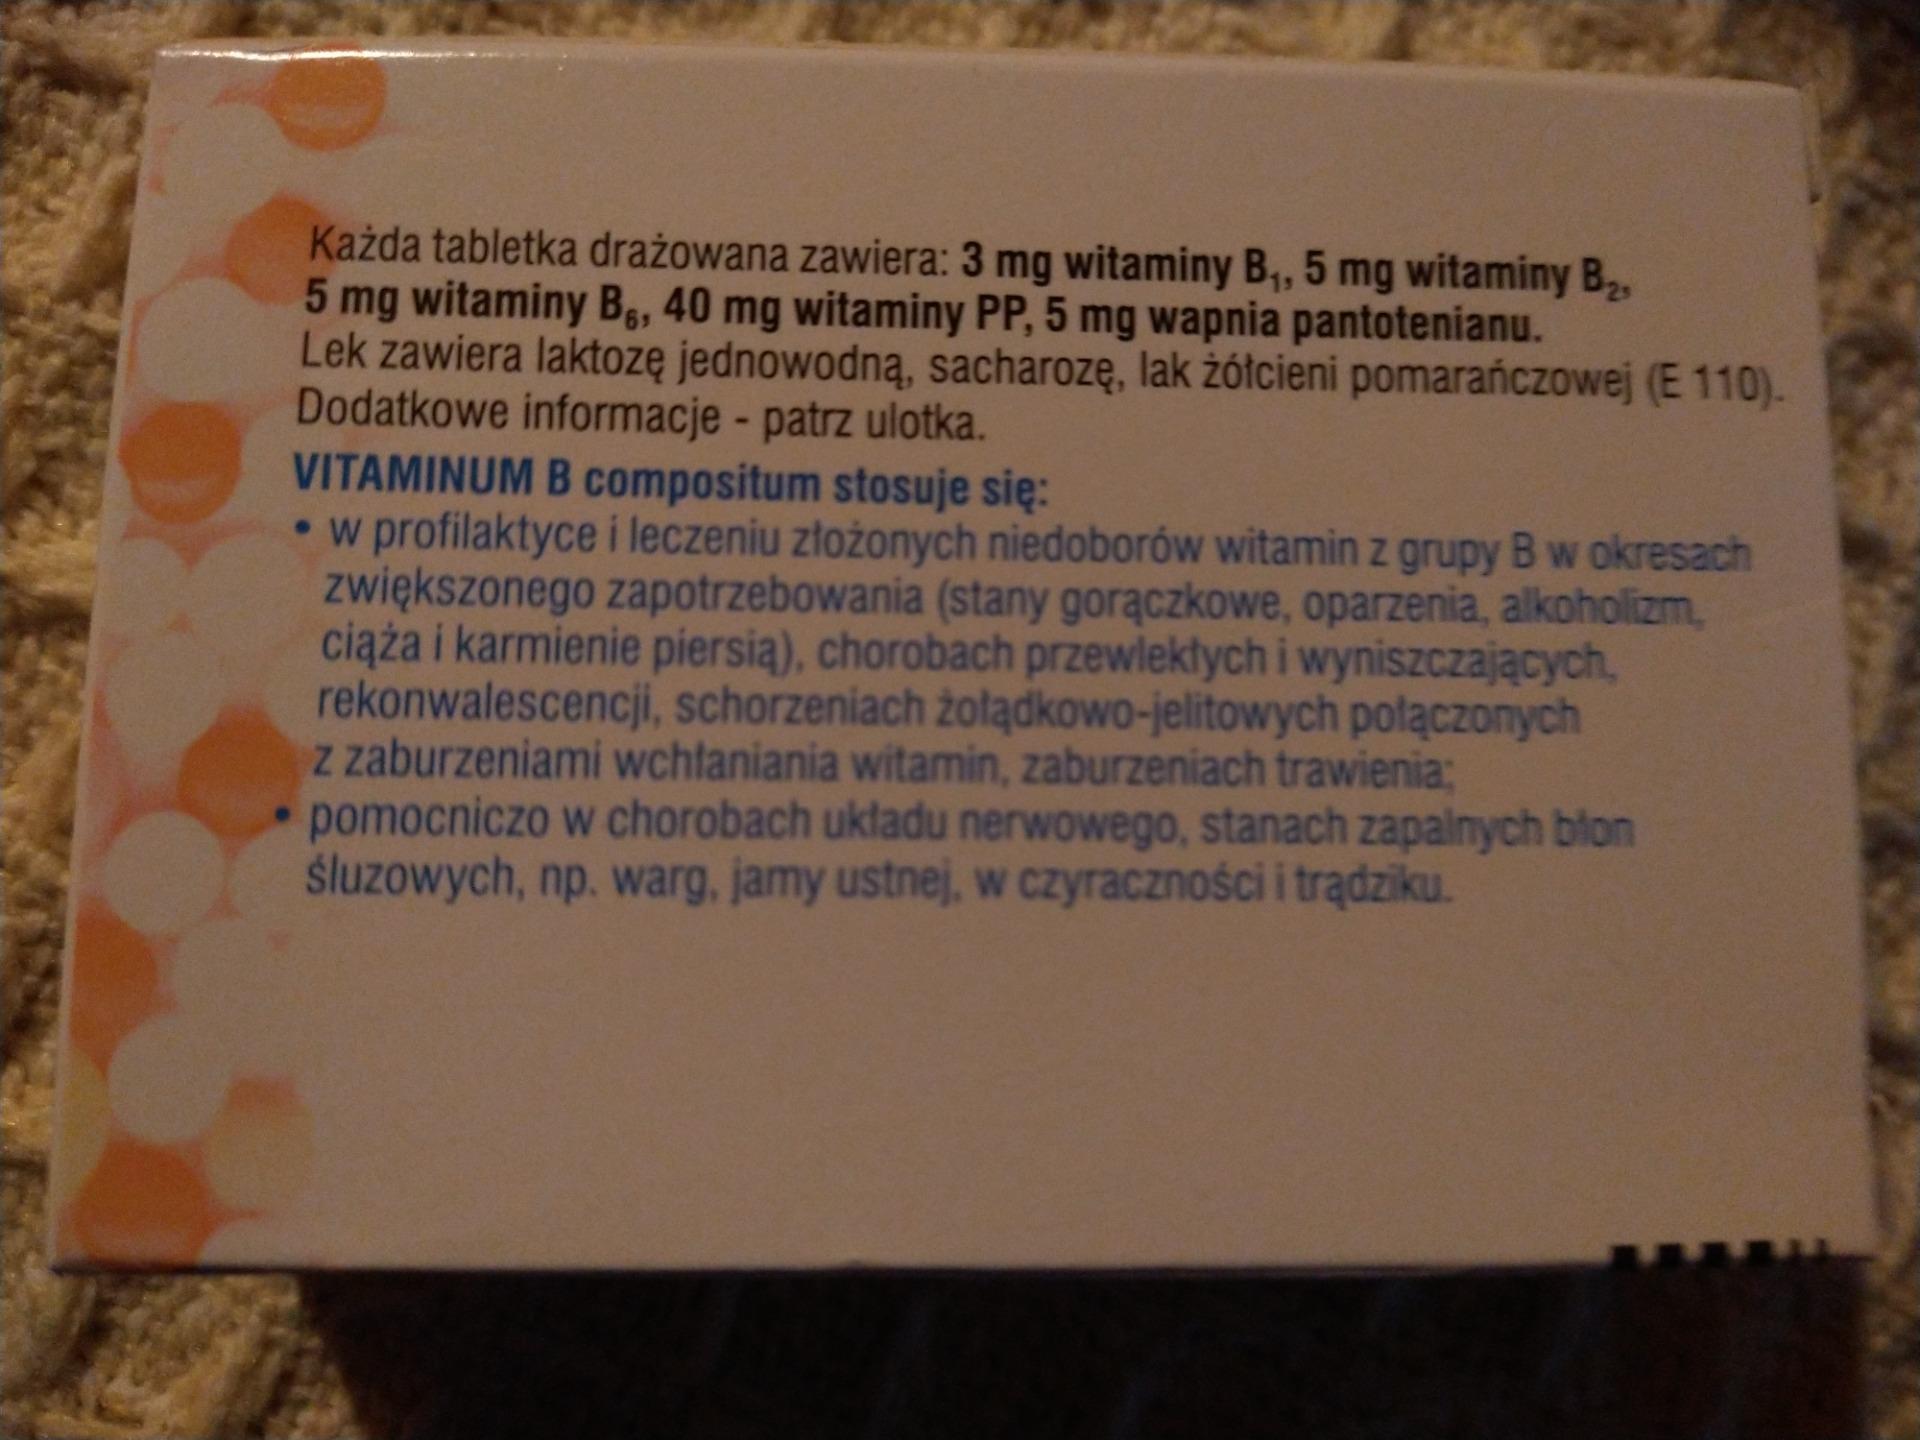 Każda tabletka drażowana zawiera: 3 mg witaminy B₁, 5 mg witaminy B₂,
5 mg witaminy B₆, 40 mg witaminy PP, 5 mg wapnia pantotenianu.
Lek zawiera laktozę jednowodną, sacharozę, lak żółcieni pomarańczowej (E 110).
Dodatkowe informacje - patrz ulotka.
VITAMINUM B compositum stosuje się:
• w profilaktyce i leczeniu złożonych niedoborów witamin z grupy B w okresach
zwiększonego zapotrzebowania (stany gorączkowe, oparzenia, alkoholizm,
ciąża i karmienie piersią), chorobach przewlekłych i wyniszczających,
rekonwalescencji, schorzeniach żołądkowo-jelitowych połączonych
z zaburzeniami wchłaniania witamin, zaburzeniach trawienia;
• pomocniczo w chorobach układu nerwowego, stanach zapalnych błon
śluzowych, np. warg, jamy ustnej, w czyraczności i trądziku.